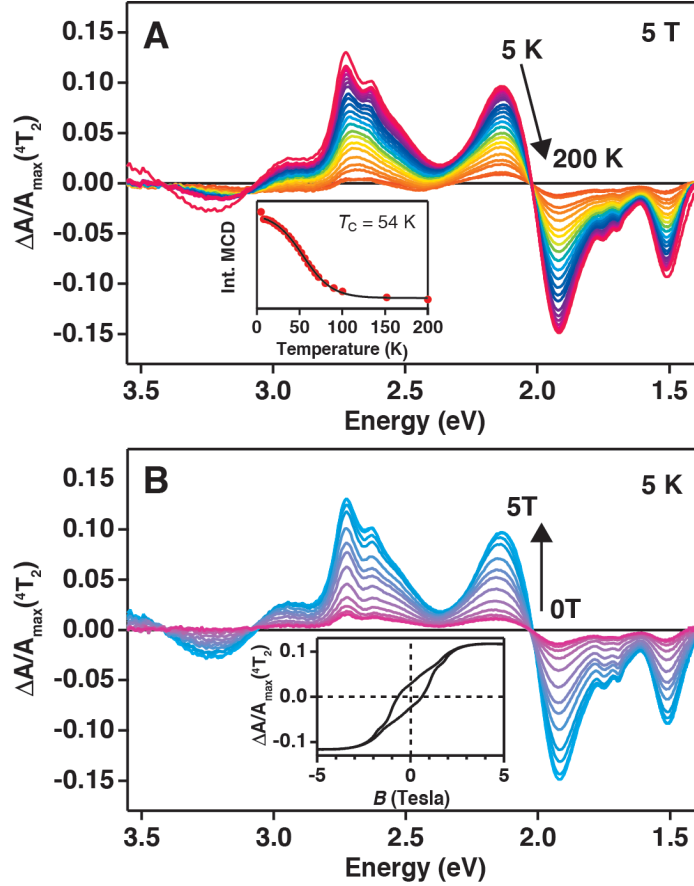 A
5 T
5 K
200 K
0.15
0.10
0.05
0.00
-0.05
-0.10
-0.15
ΔA/A_max(⁴T₂)
Int. MCD
T_C = 54 K
0 50 100 150 200
Temperature (K)
3.5 3.0 2.5 2.0 1.5
Energy (eV)
B
5 K
5T
0T
0.15
0.10
0.05
0.00
-0.05
-0.10
-0.15
ΔA/A_max(⁴T₂)
ΔA/A_max(⁴T₂)
0.1
0.0
-0.1
-5 0 5
B (Tesla)
3.5 3.0 2.5 2.0 1.5
Energy (eV)